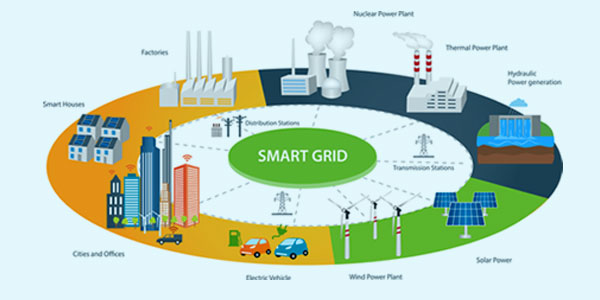 Nuclear Power Plant
Factories
Thermal Power Plant
Hydraulic
Power generation
Smart Houses
Distribution Stations
SMART GRID
Transmission Stations
Cities and Offices
Electric Vehicle
Wind Power Plant
Solar Power